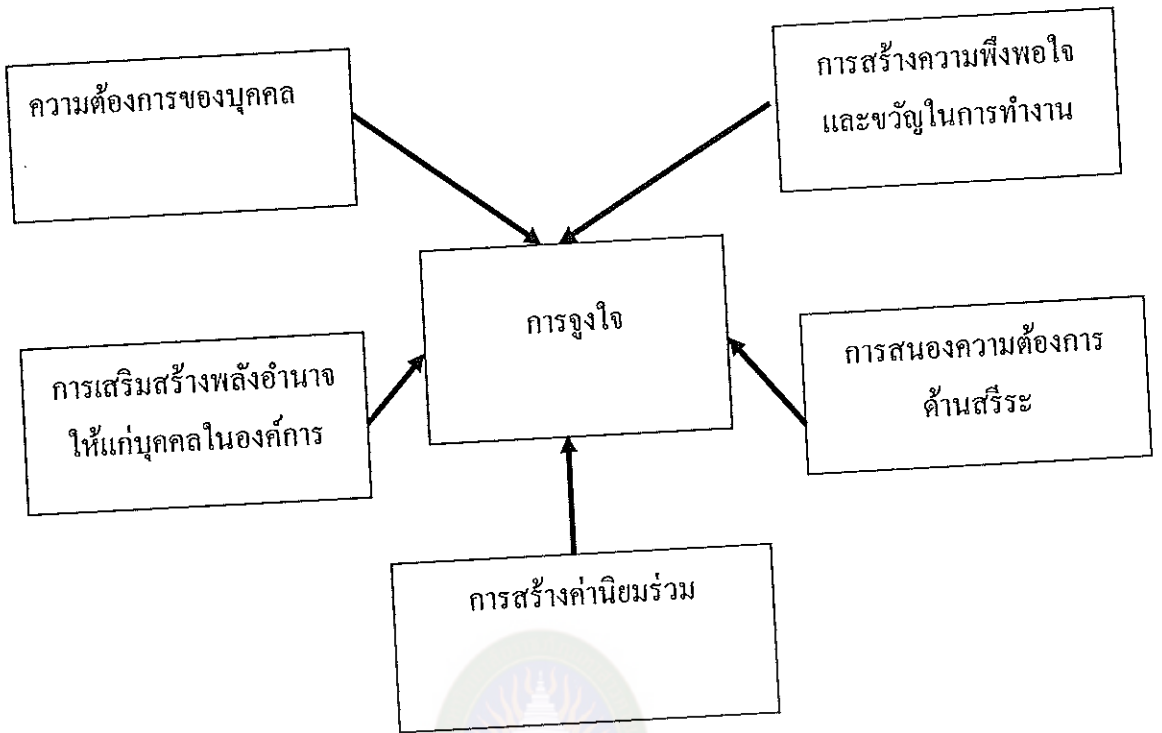 ความต้องการของบุคคล
การสร้างความพึงพอใจ
และขวัญในการทำงาน
การจูงใจ
การเสริมสร้างพลังอำนาจ
ให้แก่บุคคลในองค์การ
การสนองความต้องการ
ด้านสรีระ
การสร้างค่านิยมร่วม